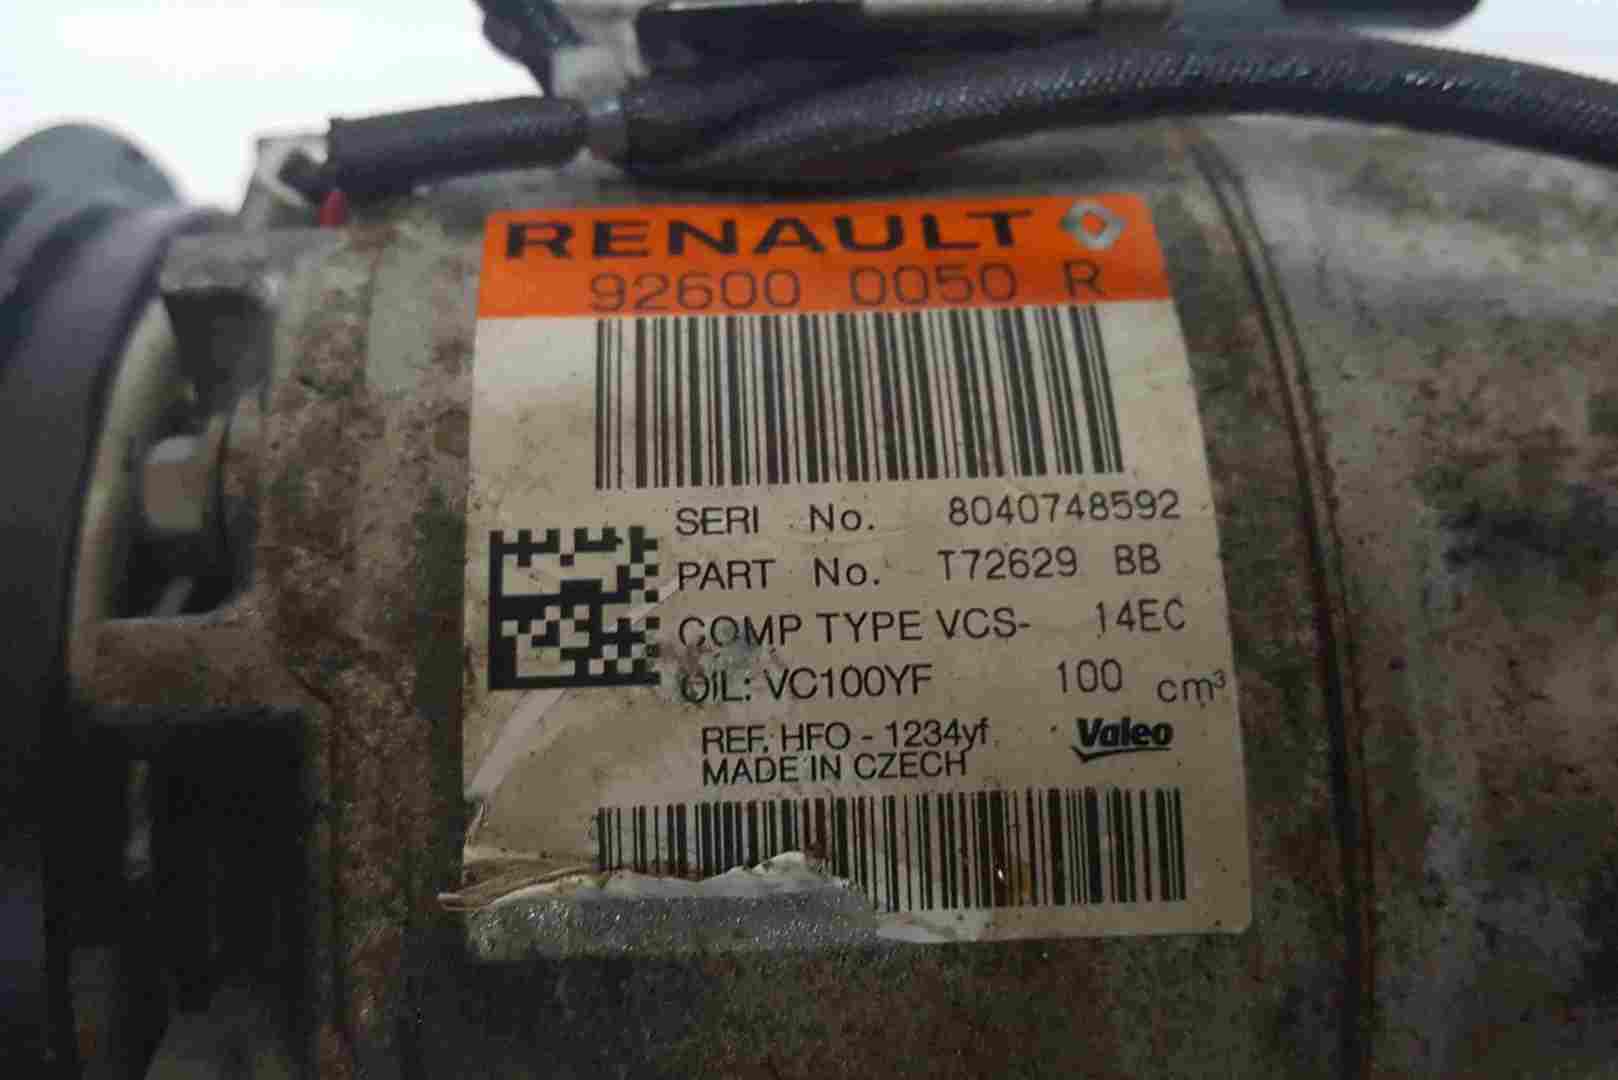 RENAULT
92600 0050 R
SERI No. 8040748592
PART No. T72629 BB
COMP TYPE VCS- 14EC
OIL: VC100YF 100 cm³
REF. HFO - 1234yf Valeo
MADE IN CZECH